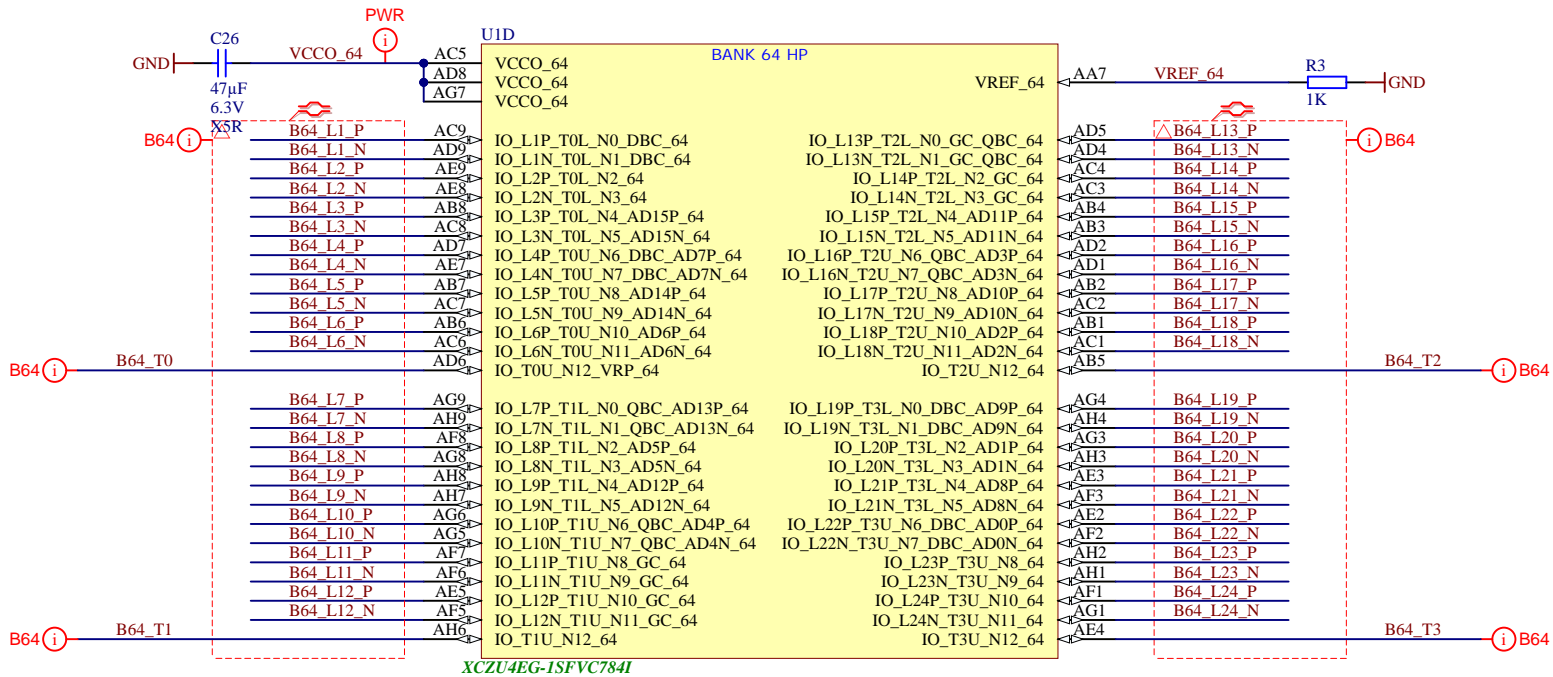 PWR
i
U1D
BANK 64 HP
C26
GND
VCCO_64
47µF
6.3V
X5R
AC5 VCCO_64
AD8 VCCO_64
AG7 VCCO_64
VREF_64 AA7 VREF_64 R3 GND
1K
B64 i
B64_L1_P AC9 IO_L1P_T0L_N0_DBC_64 IO_L13P_T2L_N0_GC_QBC_64 AD5 B64_L13_P
i B64
B64_L1_N AD9 IO_L1N_T0L_N1_DBC_64 IO_L13N_T2L_N1_GC_QBC_64 AD4 B64_L13_N
B64_L2_P AE9 IO_L2P_T0L_N2_64 IO_L14P_T2L_N2_GC_64 AC4 B64_L14_P
B64_L2_N AE8 IO_L2N_T0L_N3_64 IO_L14N_T2L_N3_GC_64 AC3 B64_L14_N
B64_L3_P AB8 IO_L3P_T0L_N4_AD15P_64 IO_L15P_T2L_N4_AD11P_64 AB4 B64_L15_P
B64_L3_N AC8 IO_L3N_T0L_N5_AD15N_64 IO_L15N_T2L_N5_AD11N_64 AB3 B64_L15_N
B64_L4_P AD7 IO_L4P_T0U_N6_DBC_AD7P_64 IO_L16P_T2U_N6_QBC_AD3P_64 AD2 B64_L16_P
B64_L4_N AE7 IO_L4N_T0U_N7_DBC_AD7N_64 IO_L16N_T2U_N7_QBC_AD3N_64 AD1 B64_L16_N
B64_L5_P AB7 IO_L5P_T0U_N8_AD14P_64 IO_L17P_T2U_N8_AD10P_64 AB2 B64_L17_P
B64_L5_N AC7 IO_L5N_T0U_N9_AD14N_64 IO_L17N_T2U_N9_AD10N_64 AC2 B64_L17_N
B64_L6_P AB6 IO_L6P_T0U_N10_AD6P_64 IO_L18P_T2U_N10_AD2P_64 AB1 B64_L18_P
B64_L6_N AC6 IO_L6N_T0U_N11_AD6N_64 IO_L18N_T2U_N11_AD2N_64 AC1 B64_L18_N
B64 i B64_T0 AD6 IO_T0U_N12_VRP_64 IO_T2U_N12_64 AB5 B64_T2 i B64
B64_L7_P AG9 IO_L7P_T1L_N0_QBC_AD13P_64 IO_L19P_T3L_N0_DBC_AD9P_64 AG4 B64_L19_P
B64_L7_N AH9 IO_L7N_T1L_N1_QBC_AD13N_64 IO_L19N_T3L_N1_DBC_AD9N_64 AH4 B64_L19_N
B64_L8_P AF8 IO_L8P_T1L_N2_AD5P_64 IO_L20P_T3L_N2_AD1P_64 AG3 B64_L20_P
B64_L8_N AG8 IO_L8N_T1L_N3_AD5N_64 IO_L20N_T3L_N3_AD1N_64 AH3 B64_L20_N
B64_L9_P AH8 IO_L9P_T1L_N4_AD12P_64 IO_L21P_T3L_N4_AD8P_64 AE3 B64_L21_P
B64_L9_N AH7 IO_L9N_T1L_N5_AD12N_64 IO_L21N_T3L_N5_AD8N_64 AF3 B64_L21_N
B64_L10_P AG6 IO_L10P_T1U_N6_QBC_AD4P_64 IO_L22P_T3U_N6_DBC_AD0P_64 AE2 B64_L22_P
B64_L10_N AG5 IO_L10N_T1U_N7_QBC_AD4N_64 IO_L22N_T3U_N7_DBC_AD0N_64 AF2 B64_L22_N
B64_L11_P AF7 IO_L11P_T1U_N8_GC_64 IO_L23P_T3U_N8_64 AH2 B64_L23_P
B64_L11_N AF6 IO_L11N_T1U_N9_GC_64 IO_L23N_T3U_N9_64 AH1 B64_L23_N
B64_L12_P AE5 IO_L12P_T1U_N10_GC_64 IO_L24P_T3U_N10_64 AF1 B64_L24_P
B64_L12_N AF5 IO_L12N_T1U_N11_GC_64 IO_L24N_T3U_N11_64 AG1 B64_L24_N
B64 i B64_T1 AH6 IO_T1U_N12_64 IO_T3U_N12_64 AE4 B64_T3 i B64
XCZU4EG-1SFVC784I